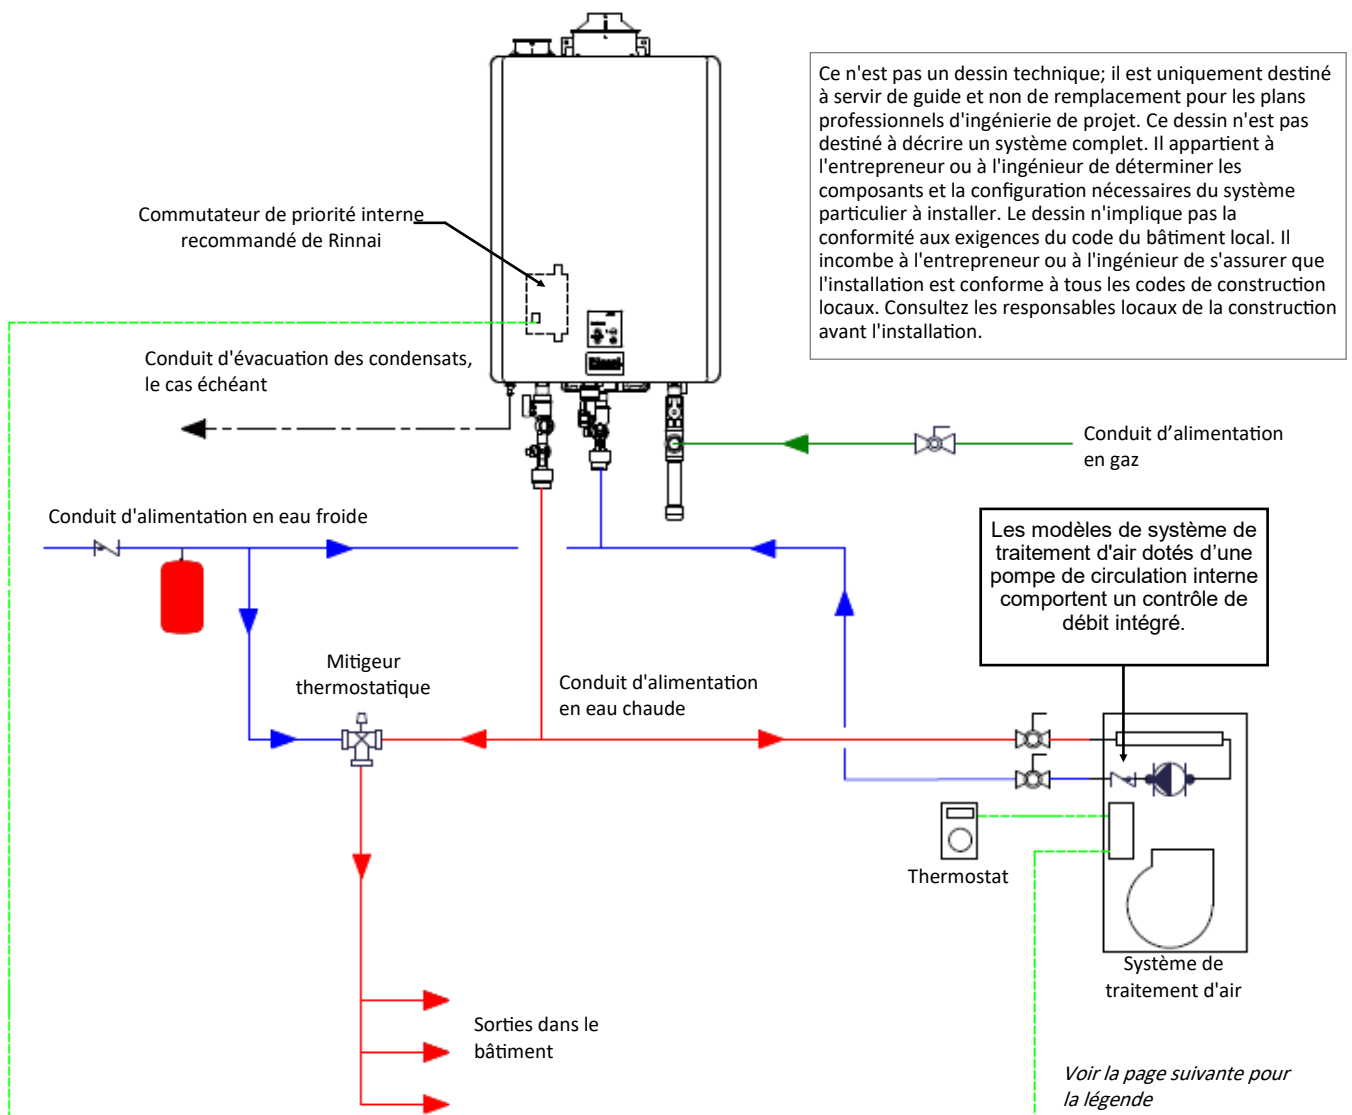 Ce n'est pas un dessin technique; il est uniquement destiné
à servir de guide et non de remplacement pour les plans
professionnels d'ingénierie de projet. Ce dessin n'est pas
destiné à décrire un système complet. Il appartient à
l'entrepreneur ou à l'ingénieur de déterminer les
composants et la configuration nécessaires du système
particulier à installer. Le dessin n'implique pas la
conformité aux exigences du code du bâtiment local. Il
incombe à l'entrepreneur ou à l'ingénieur de s'assurer que
l'installation est conforme à tous les codes de construction
locaux. Consultez les responsables locaux de la construction
avant l'installation.
Commutateur de priorité interne
recommandé de Rinnai
Conduit d'évacuation des condensats,
le cas échéant
Conduit d’alimentation
en gaz
Conduit d'alimentation en eau froide
Les modèles de système de
traitement d'air dotés d’une
pompe de circulation interne
comportent un contrôle de
débit intégré.
Mitigeur
thermostatique
Conduit d'alimentation
en eau chaude
Thermostat
Système de
traitement d'air
Sorties dans le
bâtiment
Voir la page suivante pour
la légende